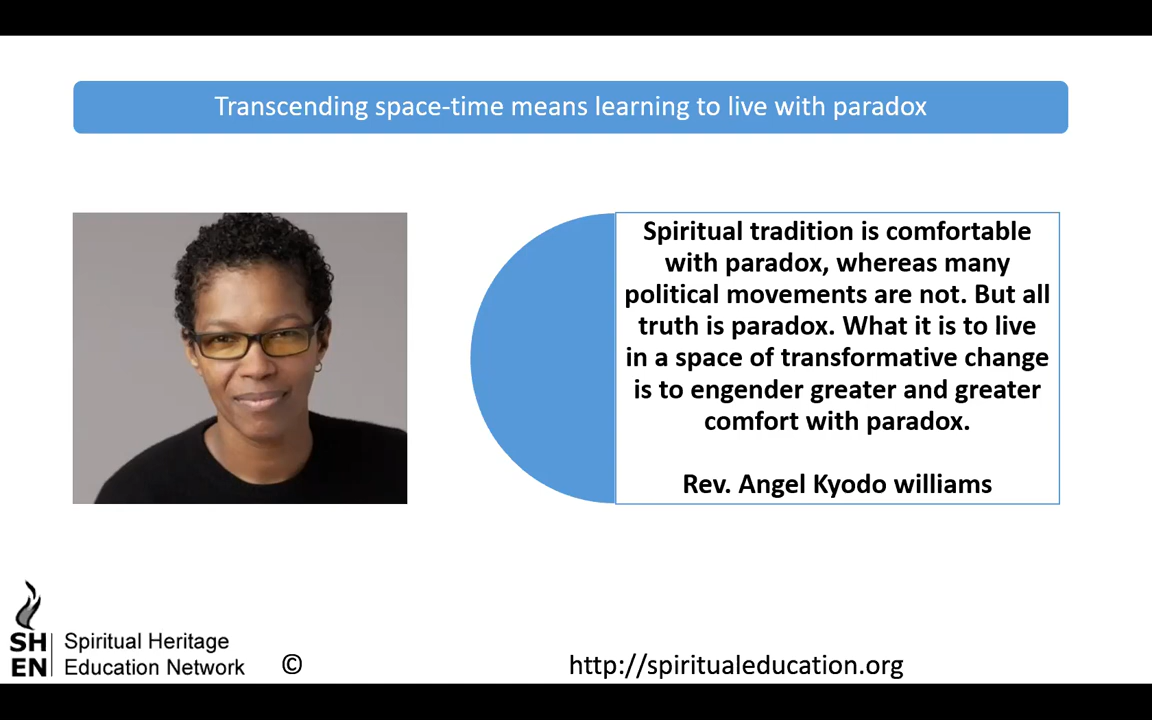 Transcending space-time means learning to live with paradox
Spiritual tradition is comfortable
with paradox, whereas many
political movements are not. But all
truth is paradox. What it is to live
in a space of transformative change
is to engender greater and greater
comfort with paradox.
Rev. Angel Kyodo williams
SH
EN
Spiritual Heritage
Education Network
©
http://spiritualeducation.org